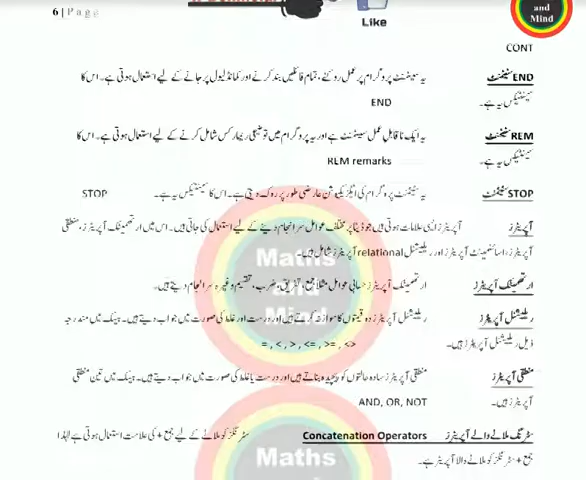 6 | P a g e
Like
and
Mind
CONT
END سٹیٹمنٹ یہ سٹیٹمنٹ پروگرام پر عمل روکنے، تمام فائلیں بند کرنے اور کمانڈ لیول پر جانے کے لیے استعمال ہوتی ہے۔ اس کا
سینٹیکس یہ ہے۔ END
REM سٹیٹمنٹ یہ ایک ناقابل عمل سٹیٹمنٹ ہے اور یہ پروگرام میں توضیحی ریمارکس شامل کرنے کے لیے استعمال ہوتی ہے۔ اس کا
سینٹیکس یہ ہے۔ REM remarks
STOP سٹیٹمنٹ یہ سٹیٹمنٹ پروگرام کی ایگزیکیوشن عارضی طور پر روک دیتی ہے۔ اس کا سینٹیکس یہ ہے۔ STOP
آپریٹرز آپریٹرز ایسی علامات ہوتی ہیں جو ڈیٹا پر مختلف عوامل سر انجام دینے کے لیے استعمال کی جاتی ہیں۔ اس میں ارتھمیٹک آپریٹرز، منطقی
آپریٹرز، اسائنمنٹ آپریٹرز اور ریلیشنل relational آپریٹرز شامل ہیں۔
ارتھمیٹک آپریٹرز ارتھمیٹک آپریٹرز حسابی عوامل مثلاً جمع، تفریق، ضرب، تقسیم وغیرہ سر انجام دیتے ہیں۔
ریلیشنل آپریٹرز ریلیشنل آپریٹرز دو قیمتوں کا موازنہ کرتے ہیں اور درست اور غلط کی صورت میں جواب دیتے ہیں۔ بیسک میں مندرجہ
ذیل ریلیشنل آپریٹرز ہیں۔ = , < , > , <= , >= , <>
منطقی آپریٹرز منطقی آپریٹرز سادہ حالتوں کو پیچیدہ بناتے ہیں اور درست یا غلط کی صورت میں جواب دیتے ہیں۔ بیسک میں تین منطقی
آپریٹرز ہیں۔ AND, OR, NOT
سٹرنگ ملانے والے آپریٹرز Concatenation Operators سٹرنگز کو ملانے کے لیے جمع + کی علامت استعمال ہوتی ہے لہٰذا
جمع + سٹرنگز کو ملانے والا آپریٹر ہے۔
Maths
and
Mind
Maths